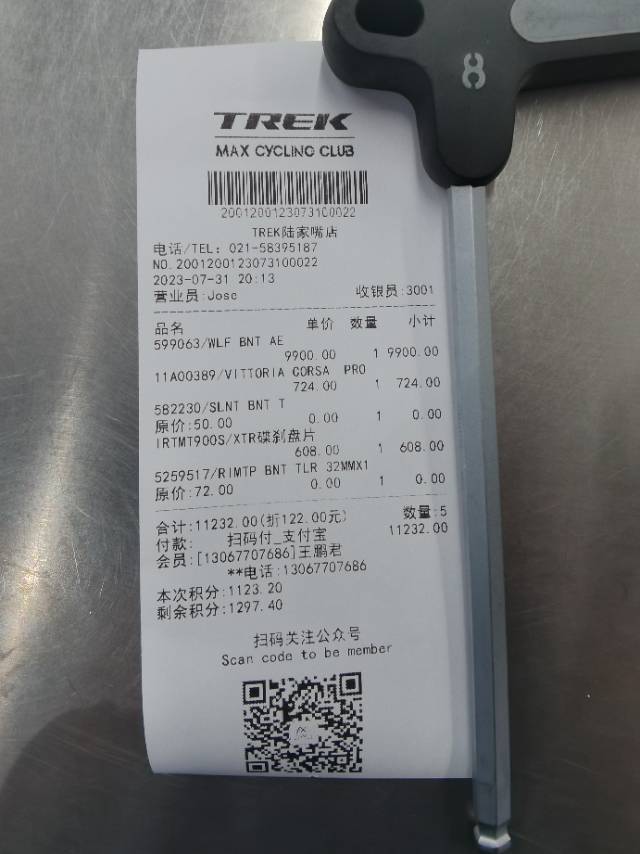 8
TREK
MAX CYCLING CLUB
2001200123073100022
TREK陆家嘴店
电话/TEL: 021-58395187
NO.2001200123073100022
2023-07-31 20:13
营业员:Jose 收银员:3001
品名 单价 数量 小计
599063/WLF BNT AE
9900.00 1 9900.00
11A00389/VITTORIA CORSA PRO
724.00 1 724.00
582230/SLNT BNT T
原价:50.00 0.00 1 0.00
IRTMT900S/XTR碟刹盘片
608.00 1 608.00
5259517/RIMTP BNT TLR 32MMX1
原价:72.00 0.00 1 0.00
合计:11232.00(折122.00元) 数量:5
付款: 扫码付_支付宝 11232.00
会员:[13067707686]王鹏君
**电话:13067707686
本次积分:1123.20
剩余积分:1297.40
扫码关注公众号
Scan code to be member